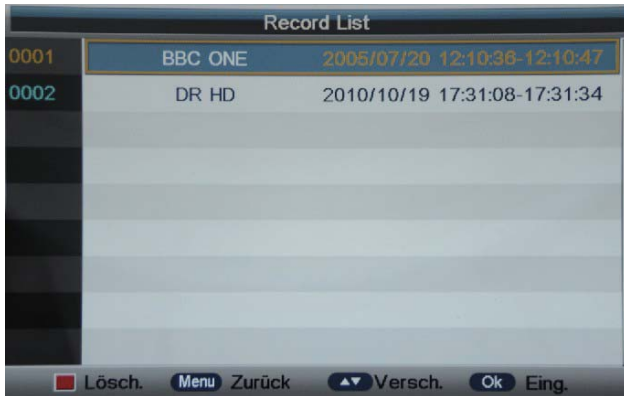 Record List
0001 BBC ONE 2005/07/20 12:10:36-12:10:47
0002 DR HD 2010/10/19 17:31:08-17:31:34
Lösch. Menu Zurück Versch. Ok Eing.